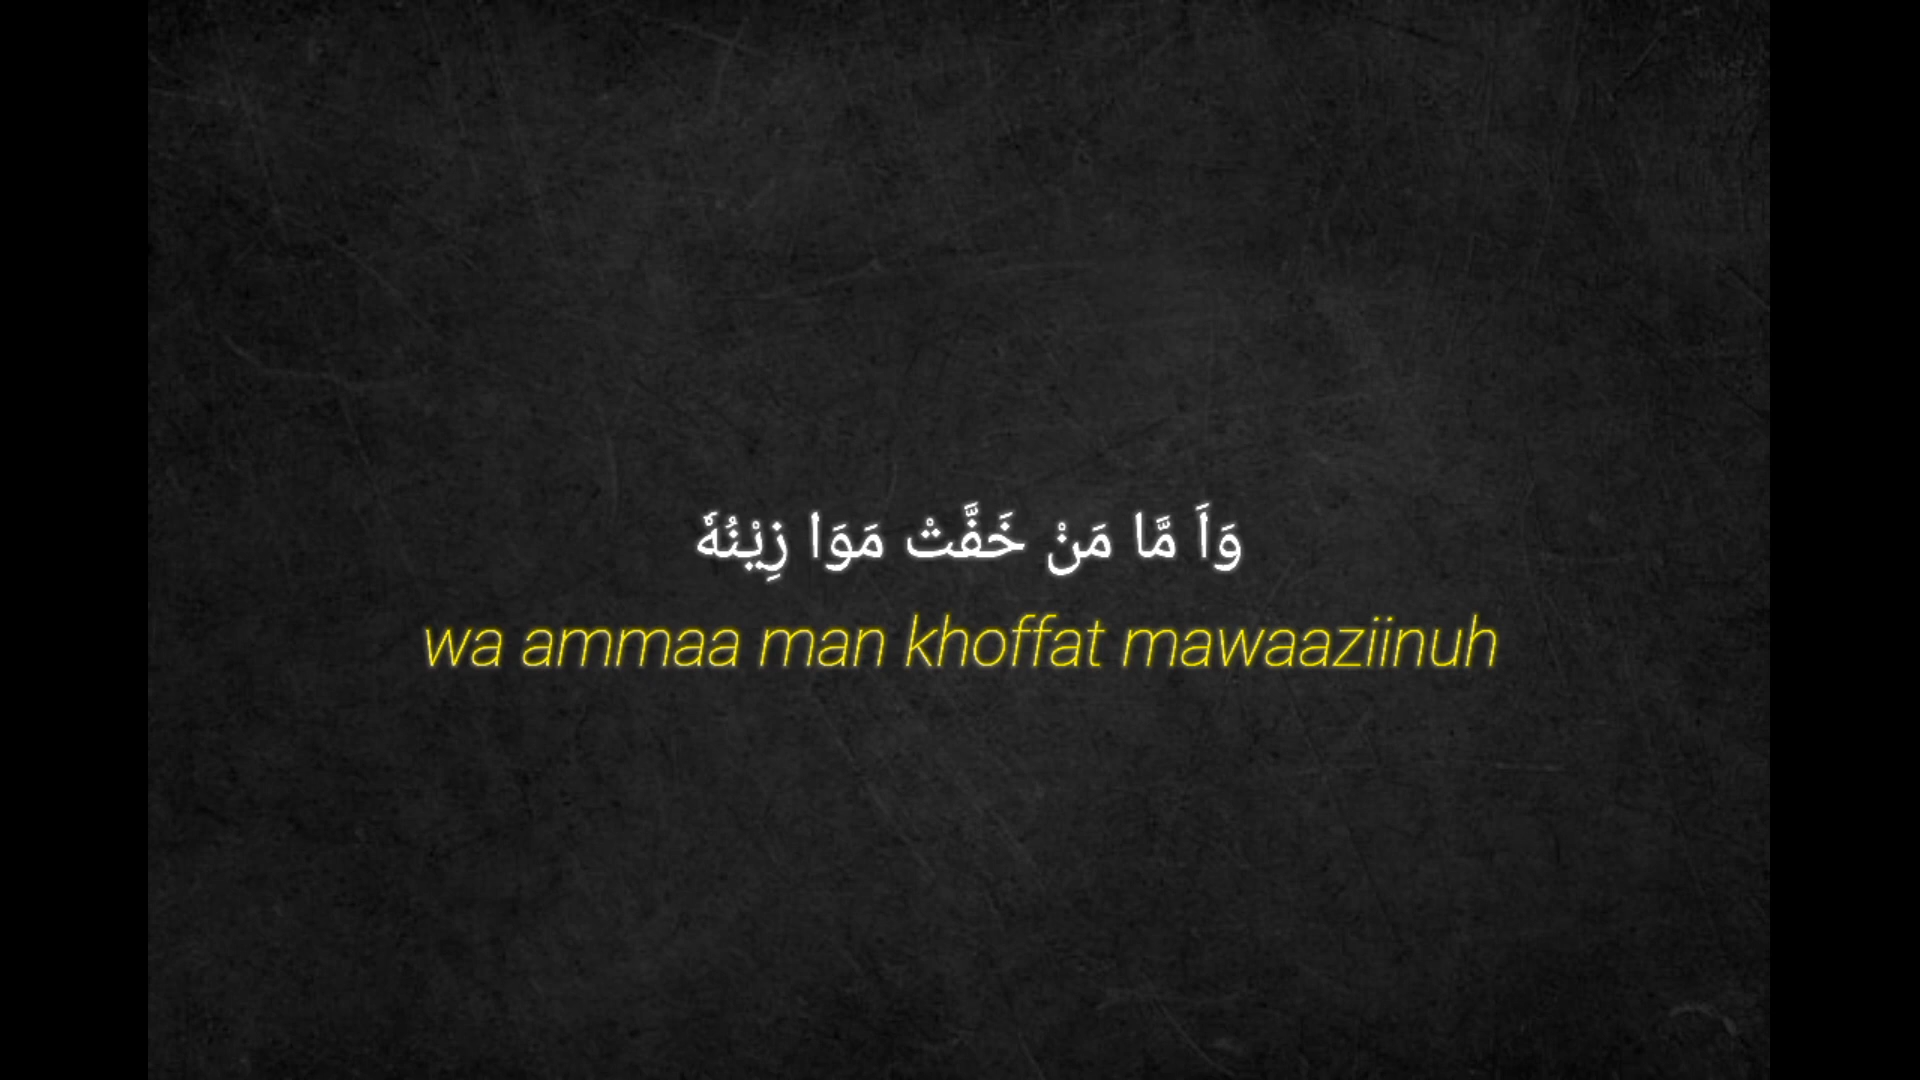 وَاَ مَّا مَنْ خَفَّتْ مَوَا زِيْنُهٗ
wa ammaa man khoffat mawaaziinuh